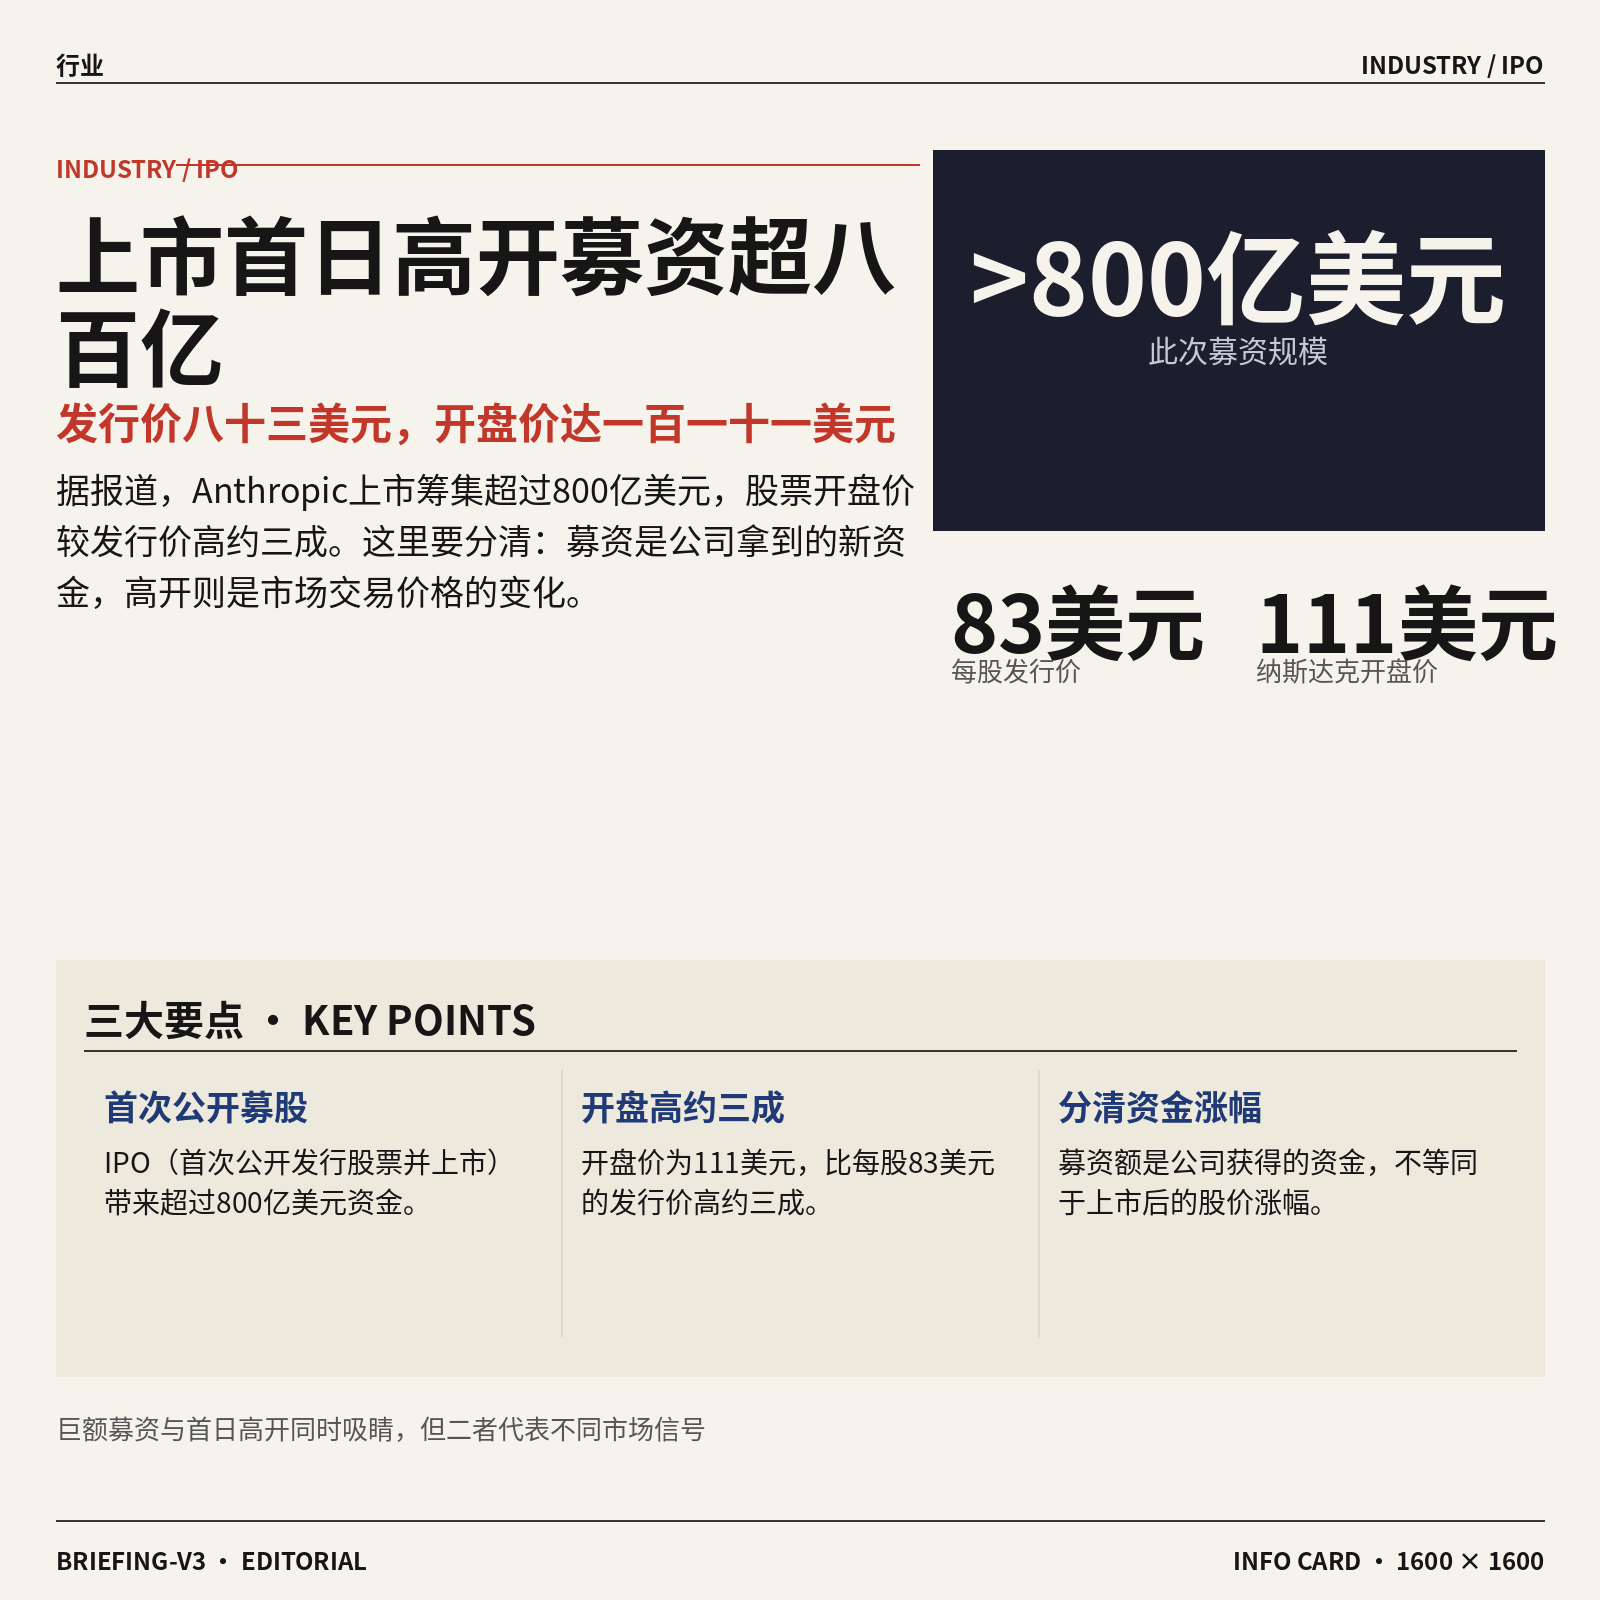 行业
INDUSTRY / IPO
INDUSTRY / IPO
上市首日高开募资超八
百亿
发行价八十三美元，开盘价达一百一十一美元
据报道，Anthropic上市筹集超过800亿美元，股票开盘价
较发行价高约三成。这里要分清：募资是公司拿到的新资
金，高开则是市场交易价格的变化。
>800亿美元
此次募资规模
83美元
每股发行价
111美元
纳斯达克开盘价
三大要点 · KEY POINTS
首次公开募股
IPO（首次公开发行股票并上市）
带来超过800亿美元资金。
开盘高约三成
开盘价为111美元，比每股83美元
的发行价高约三成。
分清资金涨幅
募资额是公司获得的资金，不等同
于上市后的股价涨幅。
巨额募资与首日高开同时吸睛，但二者代表不同市场信号
BRIEFING-V3 · EDITORIAL
INFO CARD · 1600 × 1600